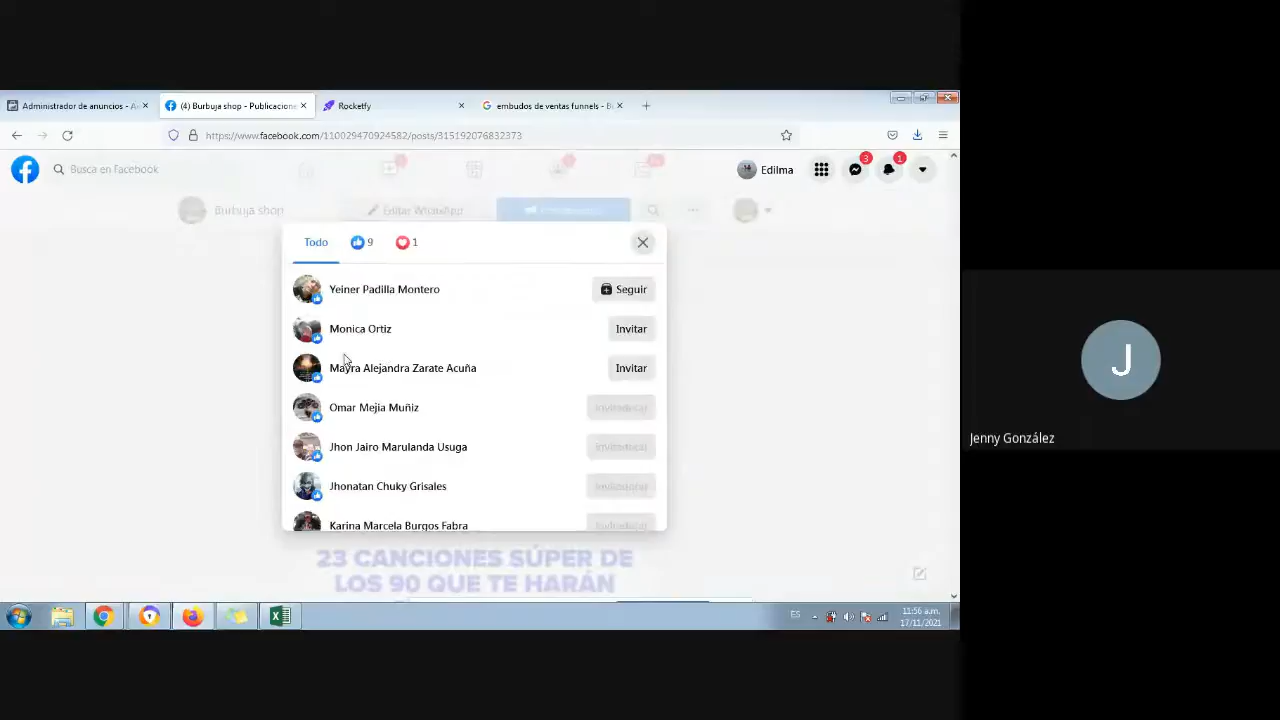 Administrador de anuncios - A
(4) Burbuja shop - Publicacione
Rocketfy
embudos de ventas funnels - B
https://www.facebook.com/110029470924582/posts/315192076832373
Busca en Facebook
Edilma
3
1
Burbuja shop
Editar WhatsApp
Todo
9
1
Yeiner Padilla Montero
Seguir
Monica Ortiz
Invitar
Mayra Alejandra Zarate Acuña
Invitar
Omar Mejia Muñiz
Jhon Jairo Marulanda Usuga
Jhonatan Chuky Grisales
Karina Marcela Burgos Fabra
23 CANCIONES SÚPER DE
LOS 90 QUE TE HARÁN
ES
11:56 a.m.
17/11/2021
J
Jenny González